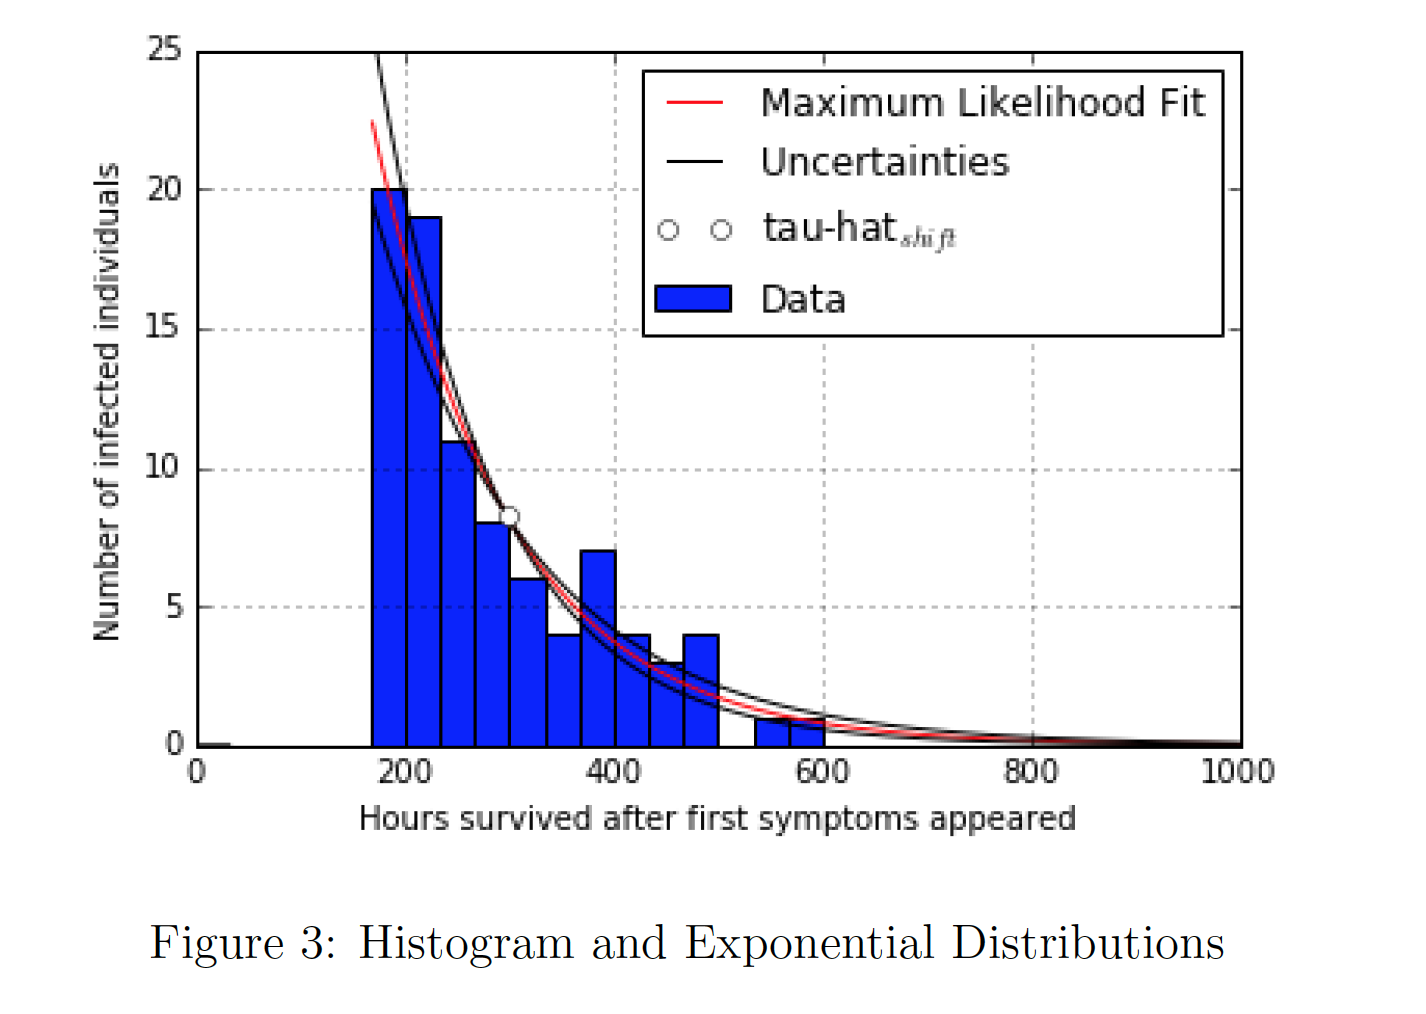 25
20
15
10
5
0
Number of infected individuals
Maximum Likelihood Fit
Uncertainties
tau-hat shift
Data
0 200 400 600 800 1000
Hours survived after first symptoms appeared
Figure 3: Histogram and Exponential Distributions